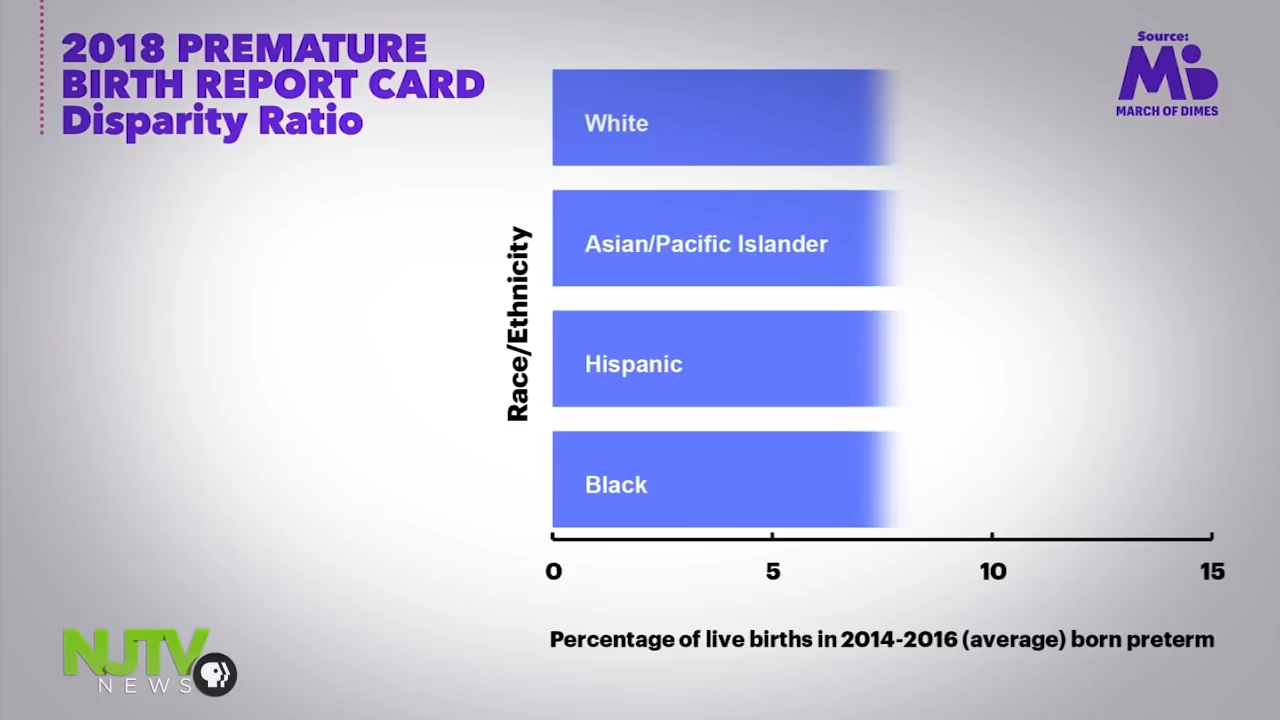 2018 PREMATURE
BIRTH REPORT CARD
Disparity Ratio
Source:
MARCH OF DIMES
Race/Ethnicity
White
Asian/Pacific Islander
Hispanic
Black
0 5 10 15
Percentage of live births in 2014-2016 (average) born preterm
NJTV
NEWS